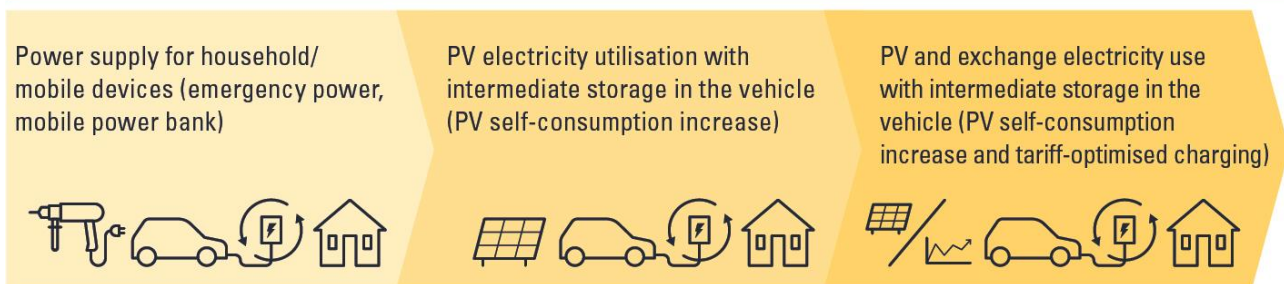 Power supply for household/
mobile devices (emergency power,
mobile power bank)
PV electricity utilisation with
intermediate storage in the vehicle
(PV self-consumption increase)
PV and exchange electricity use
with intermediate storage in the
vehicle (PV self-consumption
increase and tariff-optimised charging)